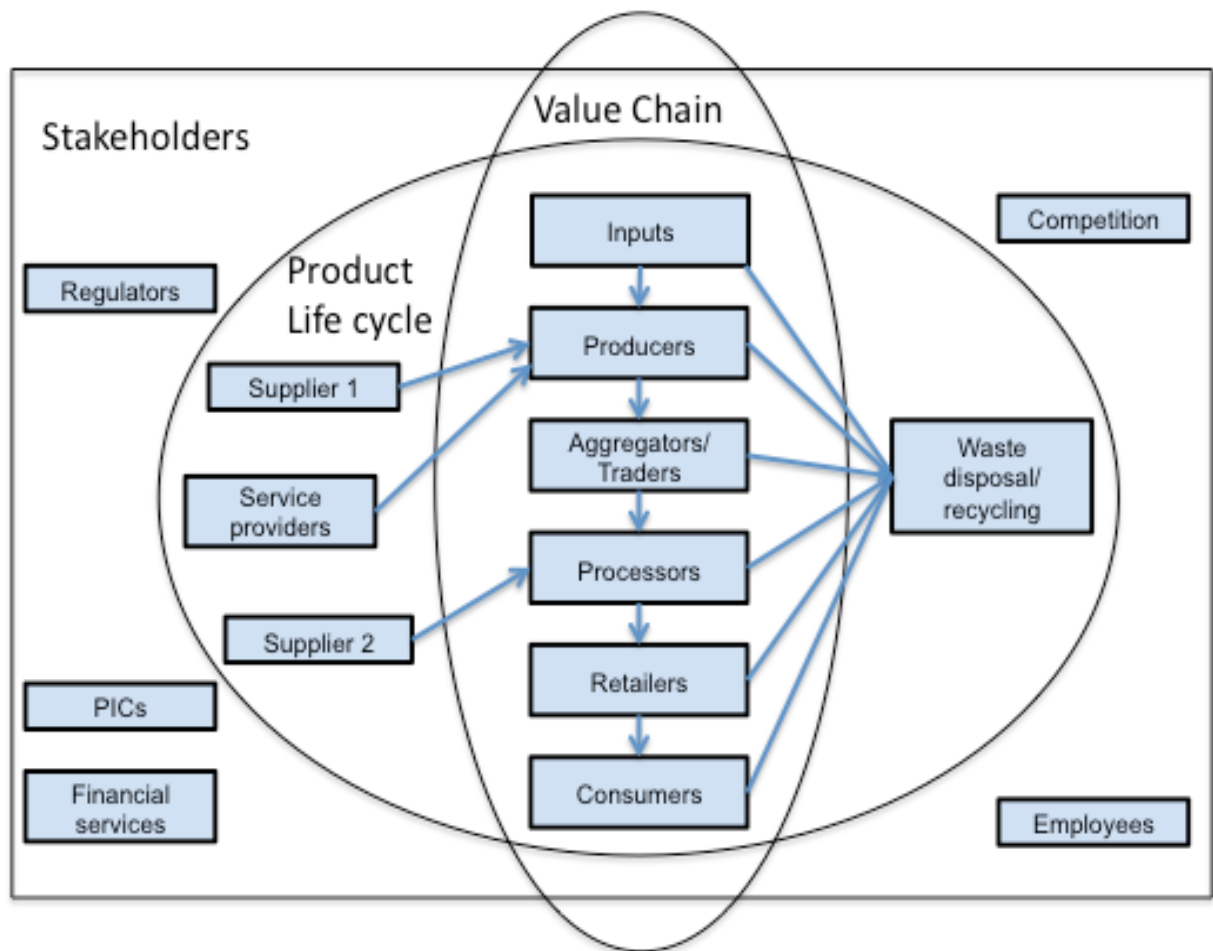 Value Chain
Stakeholders
Inputs
Competition
Regulators
Product
Life cycle
Producers
Supplier 1
Aggregators/
Traders
Waste
disposal/
recycling
Service
providers
Processors
Supplier 2
Retailers
PICs
Financial
services
Consumers
Employees